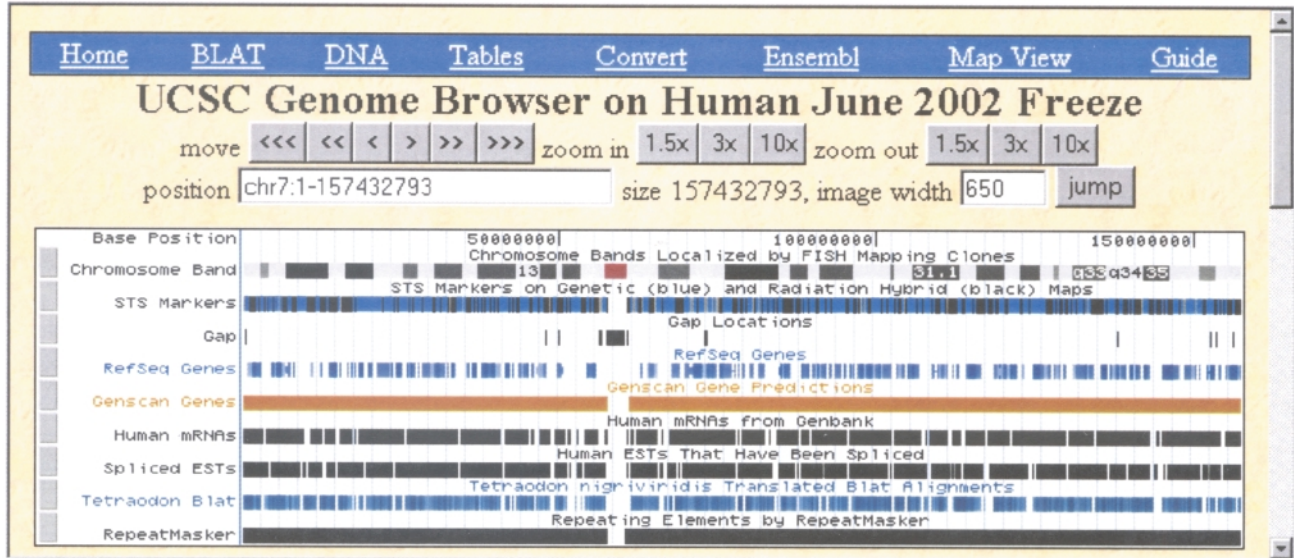 Home BLAT DNA Tables Convert Ensembl Map View Guide
UCSC Genome Browser on Human June 2002 Freeze
move <<< << < > >> >>> zoom in 1.5x 3x 10x zoom out 1.5x 3x 10x
position chr7:1-157432793 size 157432793, image width 650 jump
Base Position 50000000| 100000000| 150000000|
Chromosome Bands Localized by FISH Mapping Clones
Chromosome Band 13 31.1 q33 q34 35
STS Markers on Genetic (blue) and Radiation Hybrid (black) Maps
STS Markers
Gap Locations
Gap
RefSeq Genes
RefSeq Genes
Genscan Gene Predictions
Genscan Genes
Human mRNAs from Genbank
Human mRNAs
Human ESTs That Have Been Spliced
Spliced ESTs
Tetraodon nigriviridis Translated Blat Alignments
Tetraodon Blat
Repeating Elements by RepeatMasker
RepeatMasker